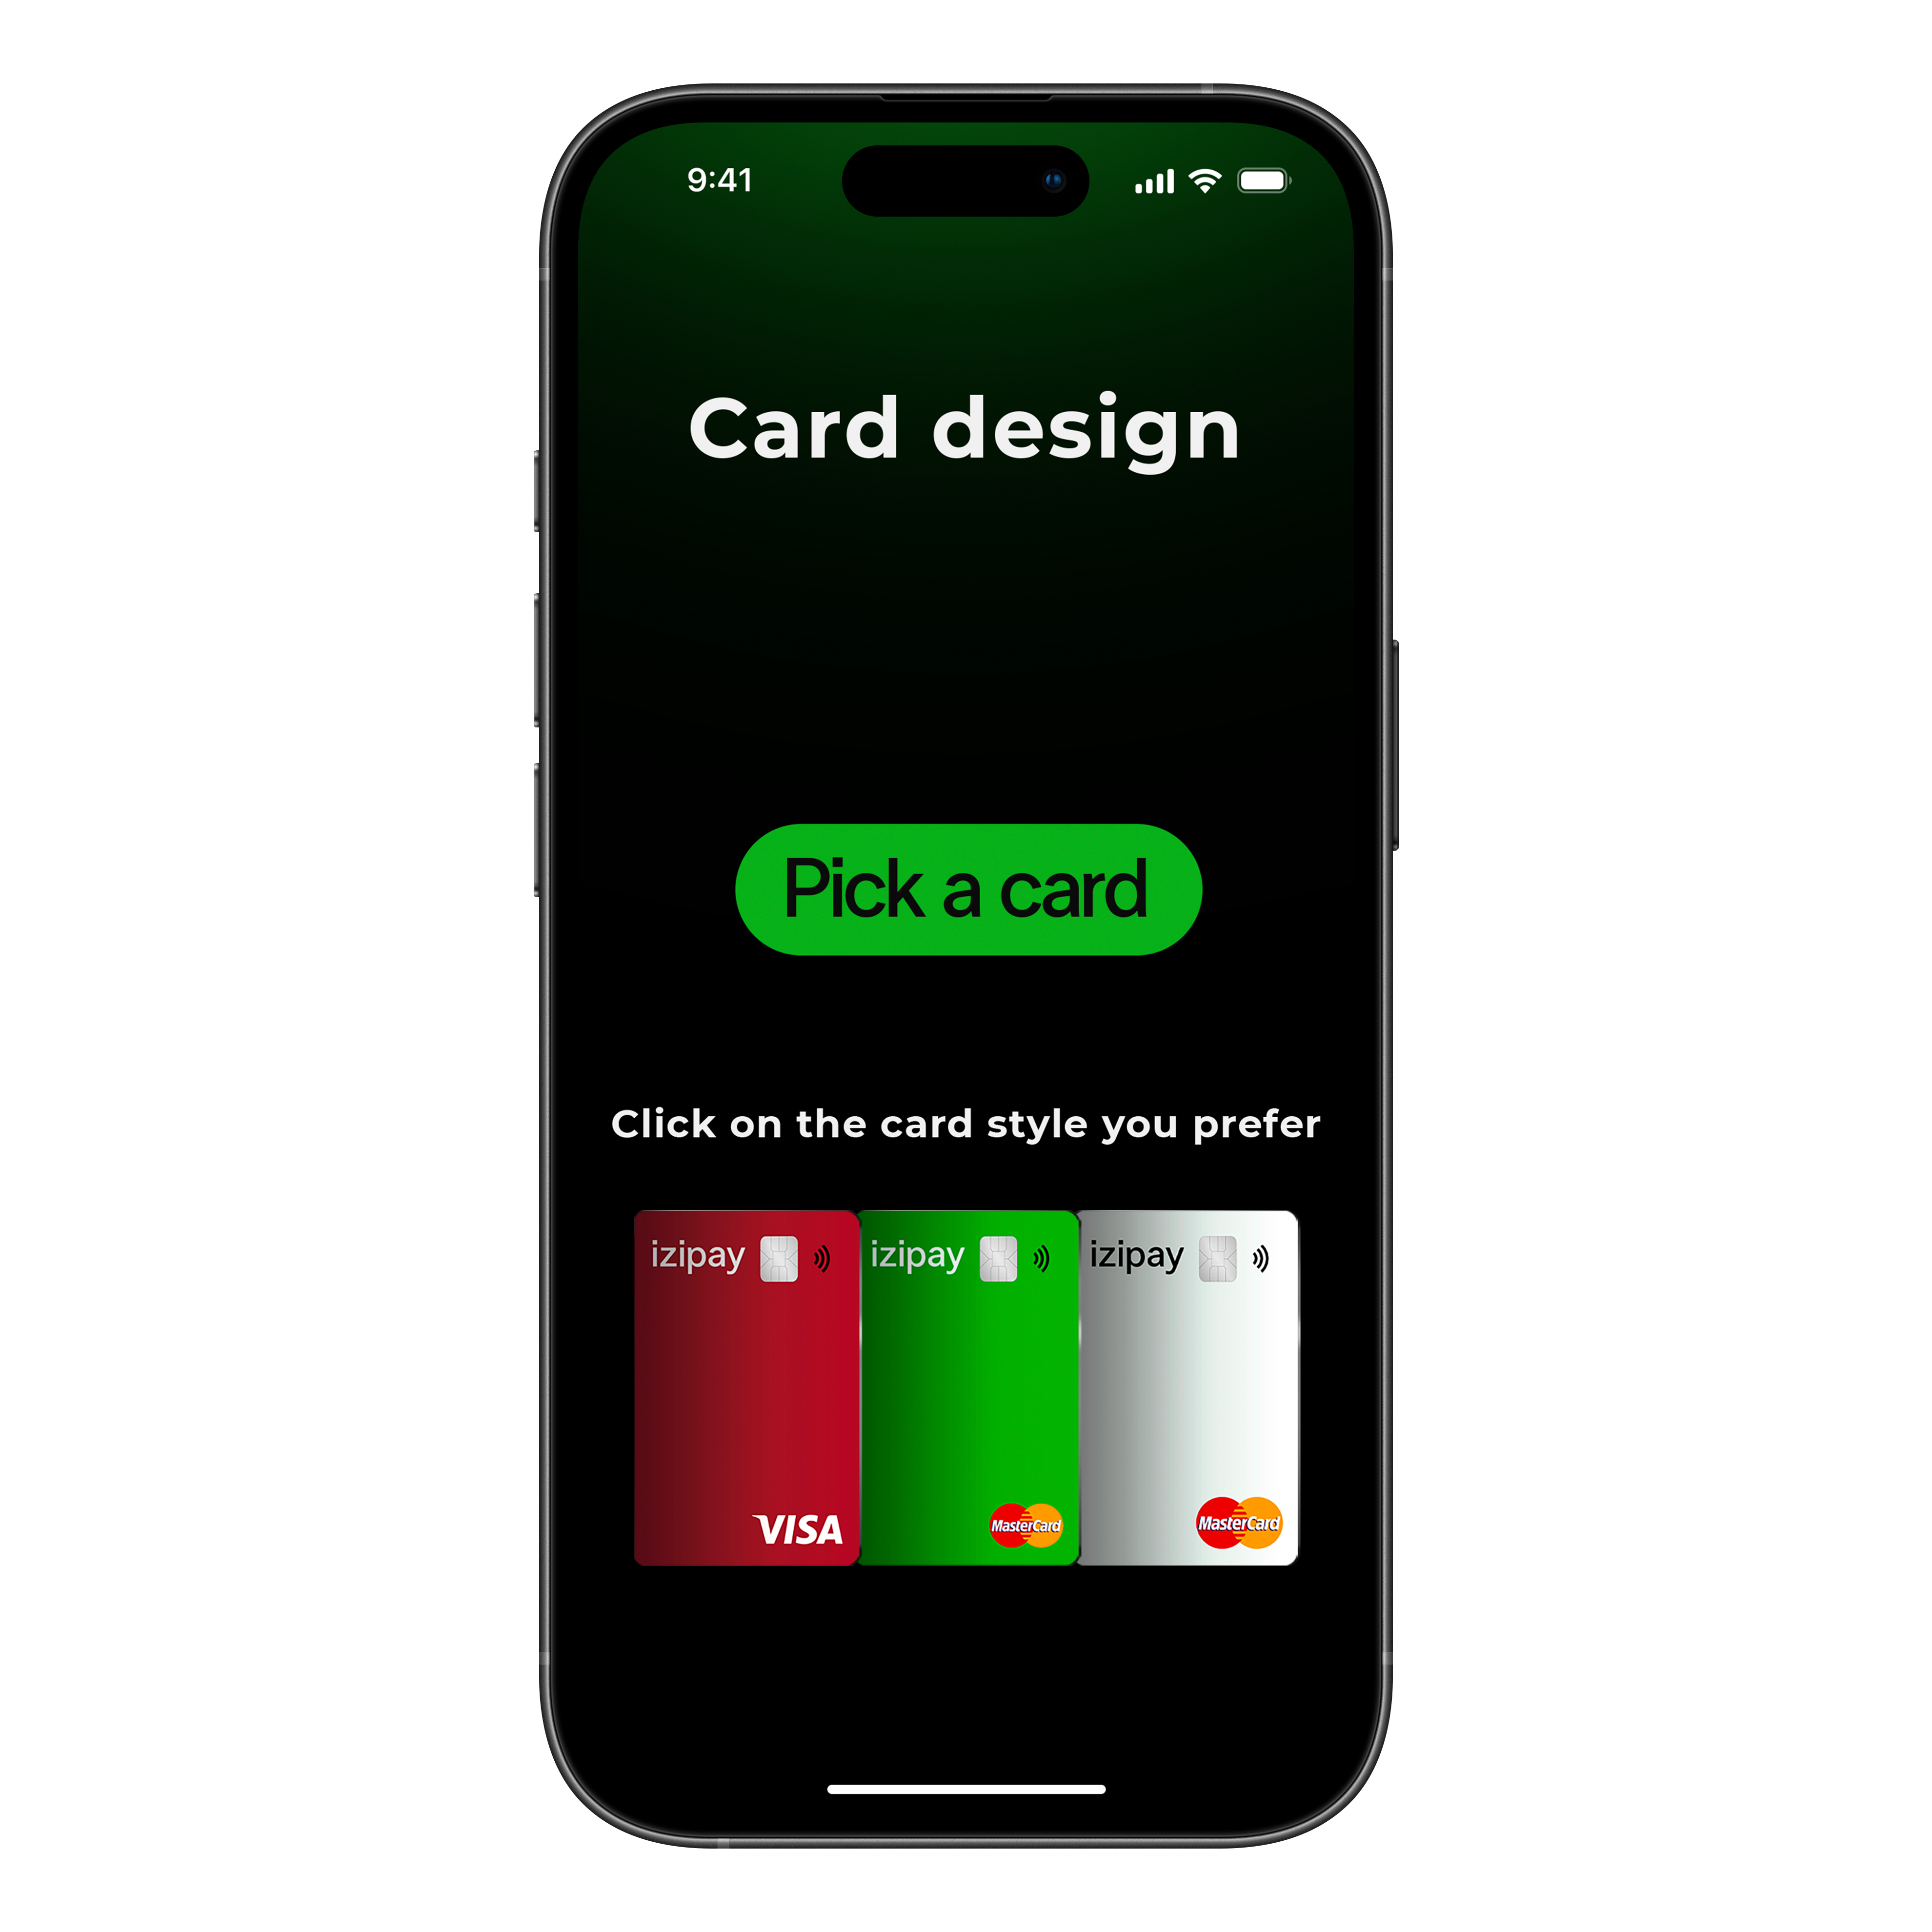 9:41
Card design
Pick a card
Click on the card style you prefer
izipay
izipay
izipay
VISA
MasterCard
MasterCard